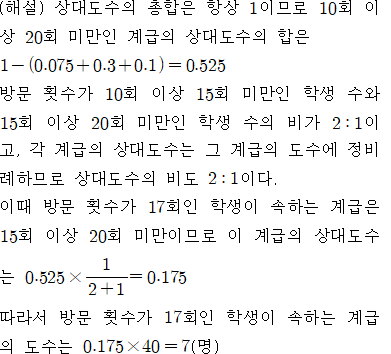 (해설) 상대도수의 총합은 항상 1이므로 10회 이
상 20회 미만인 계급의 상대도수의 합은
1-(0.075+0.3+0.1)=0.525
방문 횟수가 10회 이상 15회 미만인 학생 수와
15회 이상 20회 미만인 학생 수의 비가 2:1이
고, 각 계급의 상대도수는 그 계급의 도수에 정비
례하므로 상대도수의 비도 2:1이다.
이때 방문 횟수가 17회인 학생이 속하는 계급은
15회 이상 20회 미만이므로 이 계급의 상대도수
는 0.525×1/(2+1)=0.175
따라서 방문 횟수가 17회인 학생이 속하는 계급
의 도수는 0.175×40=7(명)